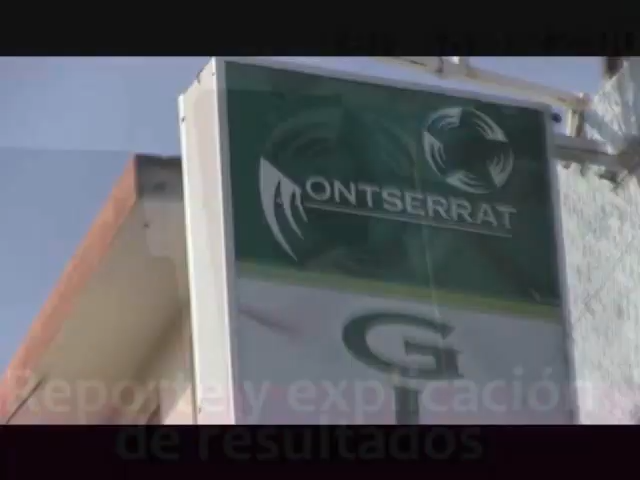 MONTSERRAT
G
Reporte y explicación
de resultados